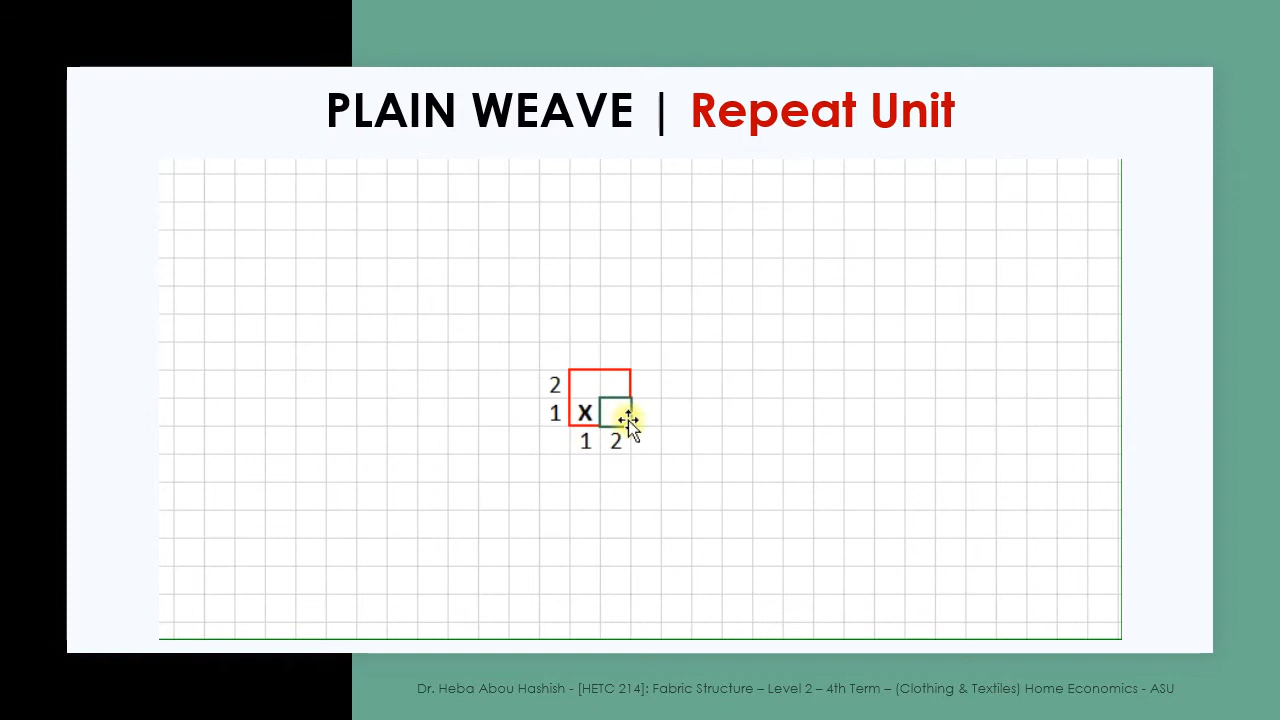 PLAIN WEAVE | Repeat Unit
2
1 X
1 2
Dr. Heba Abou Hashish - [HETC 214]: Fabric Structure – Level 2 – 4th Term – (Clothing & Textiles) Home Economics - ASU